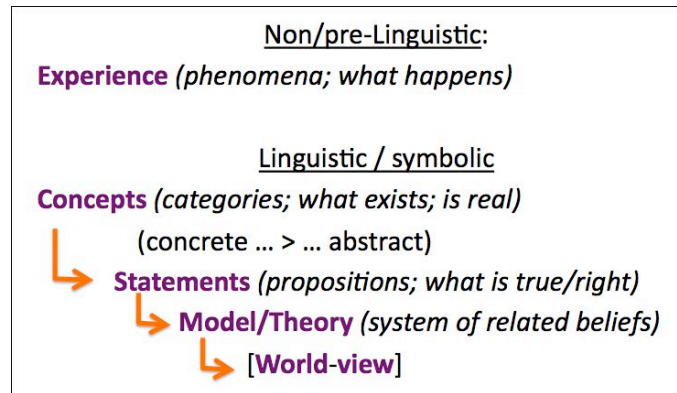 Non/pre-Linguistic:
Experience (phenomena; what happens)
Linguistic / symbolic
Concepts (categories; what exists; is real)
(concrete ... > ... abstract)
Statements (propositions; what is true/right)
Model/Theory (system of related beliefs)
[World-view]